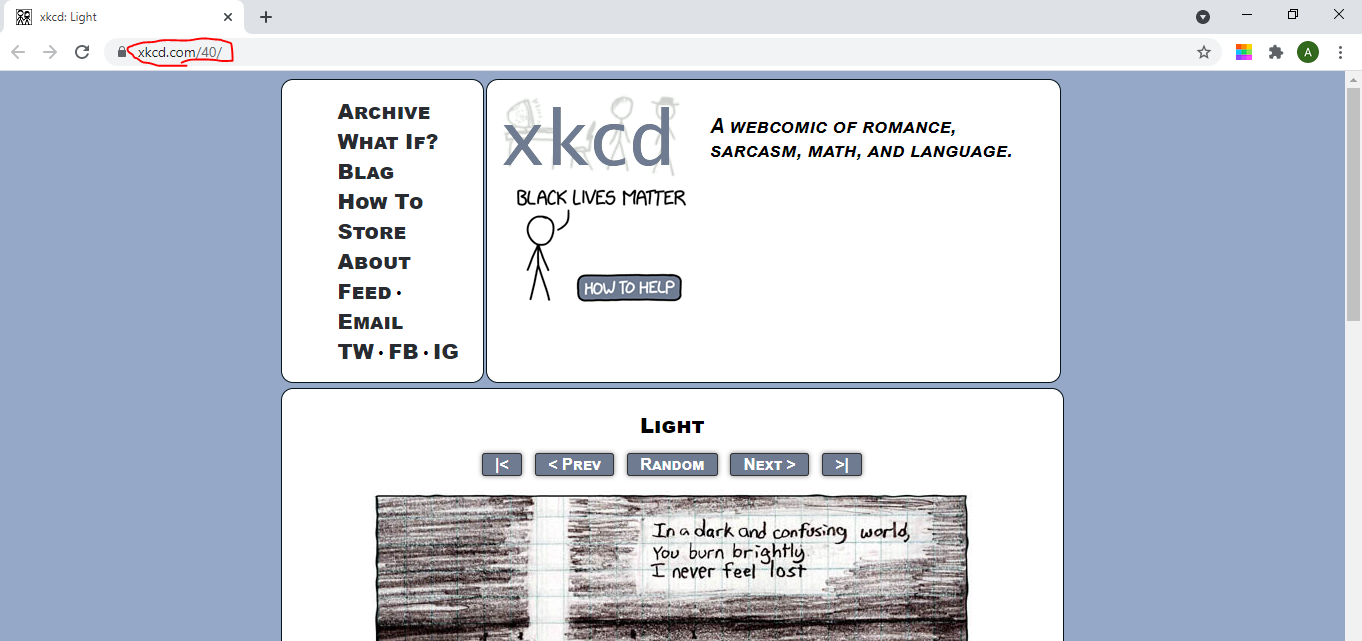 xkcd: Light
xkcd.com/40/
A
Archive
What If?
Blag
How To
Store
About
Feed •
Email
TW • FB • IG
xkcd
A webcomic of romance,
sarcasm, math, and language.
BLACK LIVES MATTER
HOW TO HELP
Light
|<
< Prev
Random
Next >
>|
In a dark and confusing world,
You burn brightly
I never feel lost